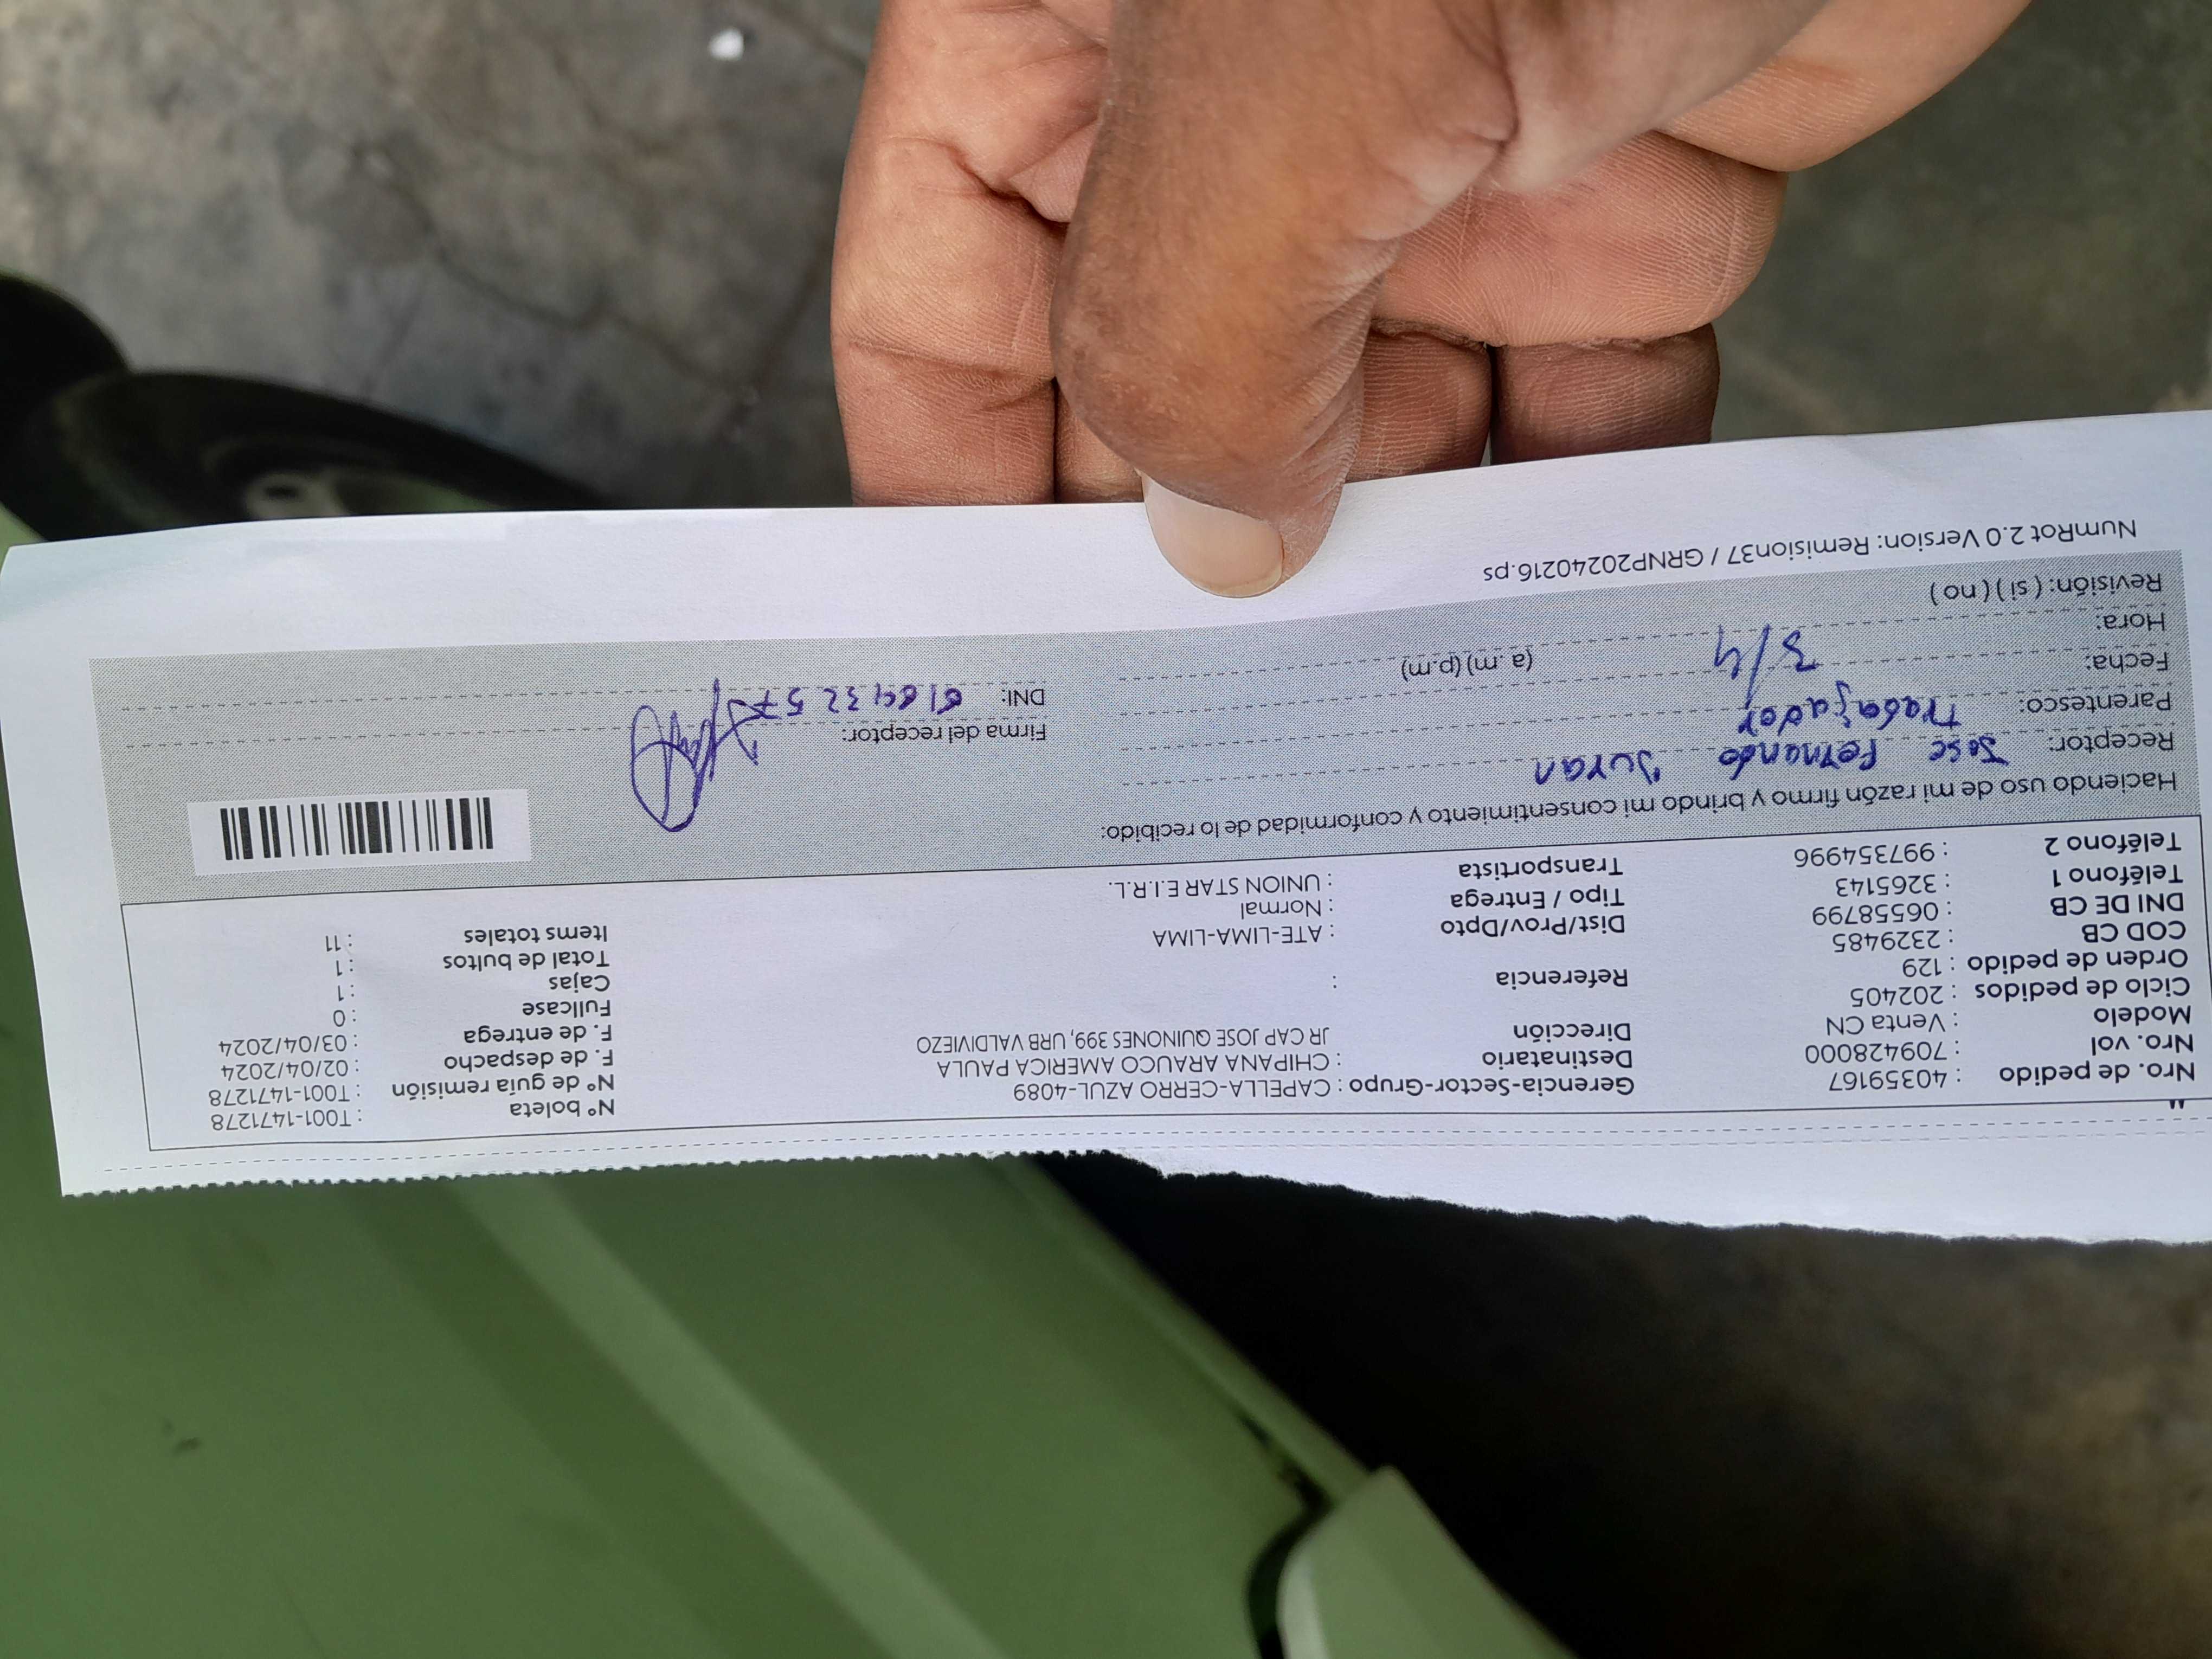 Nro. de pedido : 40359167
Nro. vol : 709428000
Modelo : Venta CN
Ciclo de pedidos : 202405
Orden de pedido : 129
COD CB : 2329485
DNI DE CB : 06558799
Teléfono 1 : 3265143
Teléfono 2 : 997354996
Gerencia-Sector-Grupo : CAPELLA-CERRO AZUL-4089
Destinatario : CHIPANA ARAUCO AMERICA PAULA
Dirección JR CAP JOSE QUINONES 399, URB VALDIVIEZO
Referencia :
Dist/Prov/Dpto : ATE-LIMA-LIMA
Tipo / Entrega : Normal
Transportista : UNION STAR E.I.R.L.
N° boleta : T001-1471278
N° de guía remisión : T001-1471278
F. de despacho : 02/04/2024
F. de entrega : 03/04/2024
Fullcase : 0
Cajas : 1
Total de bultos : 1
Items totales : 11
Haciendo uso de mi razón firmo y brindo mi consentimiento y conformidad de lo recibido:
Receptor: Jose Fernando Juran
Parentesco: trabajador
Fecha: 3/4
Hora: (a.m) (p.m)
Revisión: ( si ) ( no )
Firma del receptor:
DNI:
NumRot 2.0 Version: Remision37 / GRNP20240216.ps